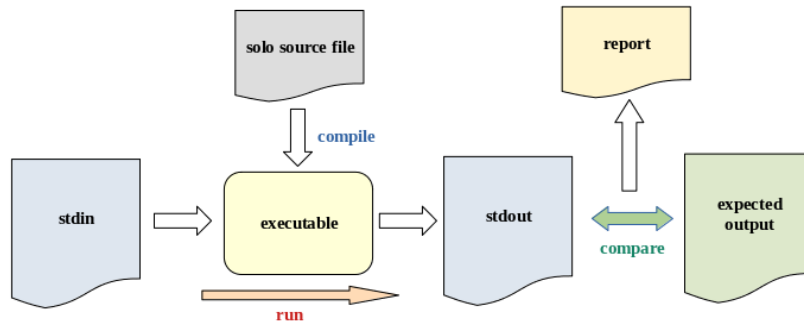 solo source file
report
compile
stdin
executable
stdout
expected
output
compare
run